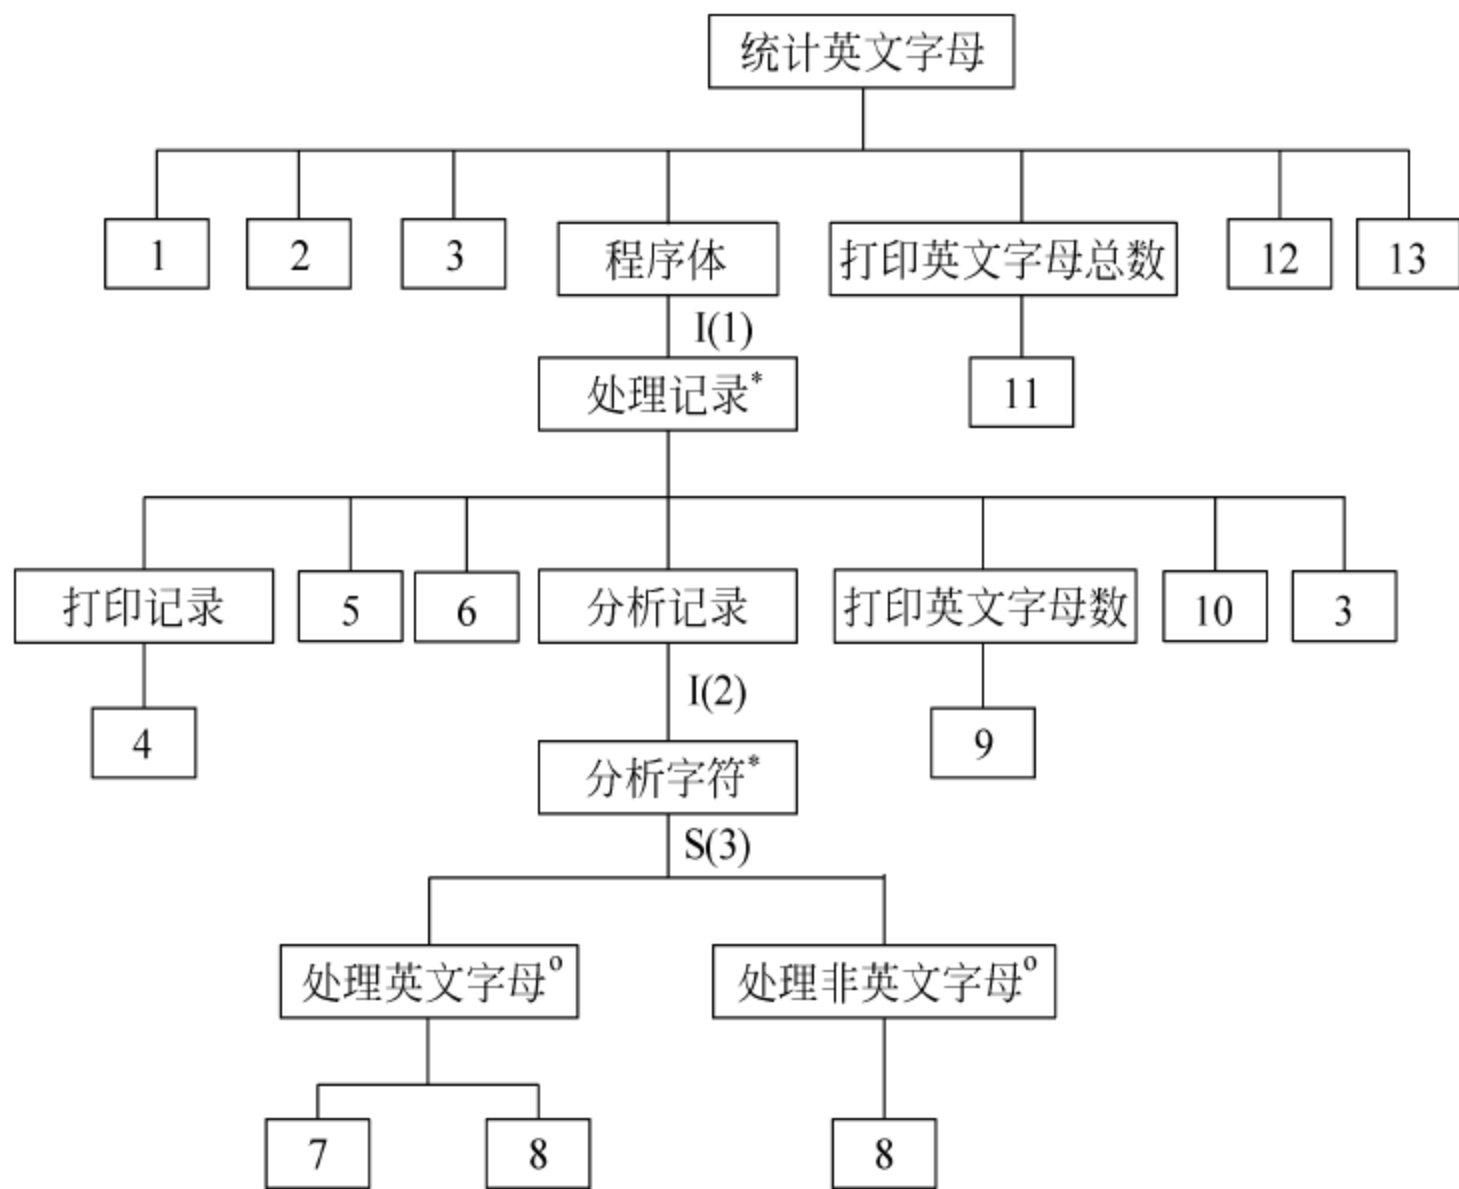 统计英文字母
1 2 3 程序体 打印英文字母总数 12 13
I(1)
处理记录* 11
打印记录 5 6 分析记录 打印英文字母数 10 3
I(2)
4 9
分析字符*
S(3)
处理英文字母o 处理非英文字母o
7 8 8